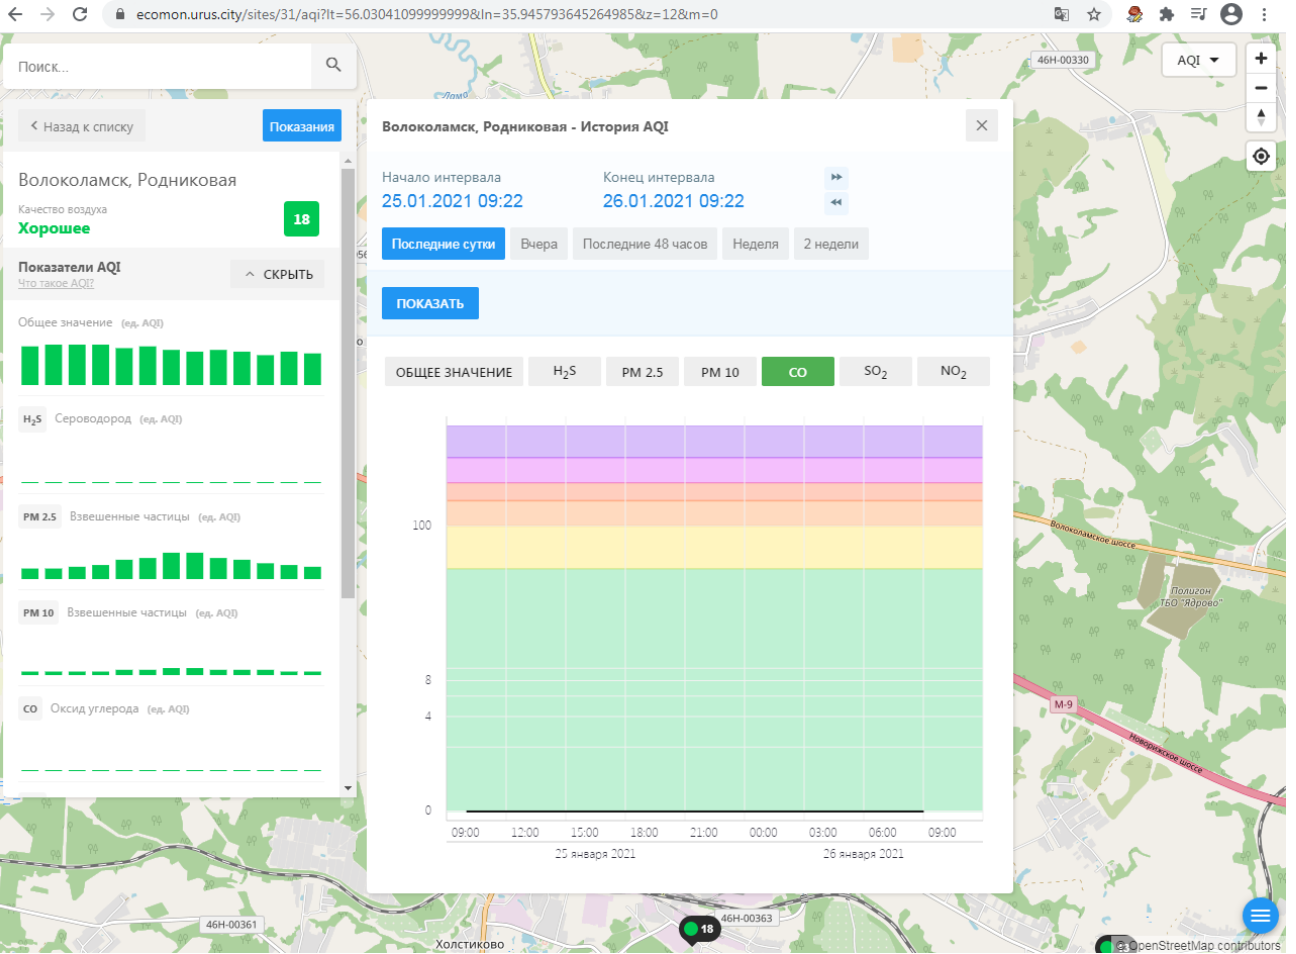 ecomon.urus.city/sites/31/aqi?lt=56.03041099999999&ln=35.945793645264985&z=12&m=0
Поиск...
46Н-00330
AQI
Назад к списку
Показания
Волоколамск, Родниковая - История AQI
Волоколамск, Родниковая
Качество воздуха
Хорошее
18
Начало интервала
Конец интервала
25.01.2021 09:22
26.01.2021 09:22
Последние сутки
Вчера
Последние 48 часов
Неделя
2 недели
Показатели AQI
Что такое AQI?
СКРЫТЬ
ПОКАЗАТЬ
Общее значение (ед. AQI)
ОБЩЕЕ ЗНАЧЕНИЕ
H2S
PM 2.5
PM 10
CO
SO2
NO2
H2S Сероводород (ед. AQI)
PM 2.5 Взвешенные частицы (ед. AQI)
PM 10 Взвешенные частицы (ед. AQI)
CO Оксид углерода (ед. AQI)
100
8
4
0
09:00 12:00 15:00 18:00 21:00 00:00 03:00 06:00 09:00
25 января 2021
26 января 2021
Волоколамское шоссе
Полигон
ТБО "Ядрово"
М-9
Новорижское шоссе
46Н-00361
46Н-00363
18
Холстиково
© OpenStreetMap contributors